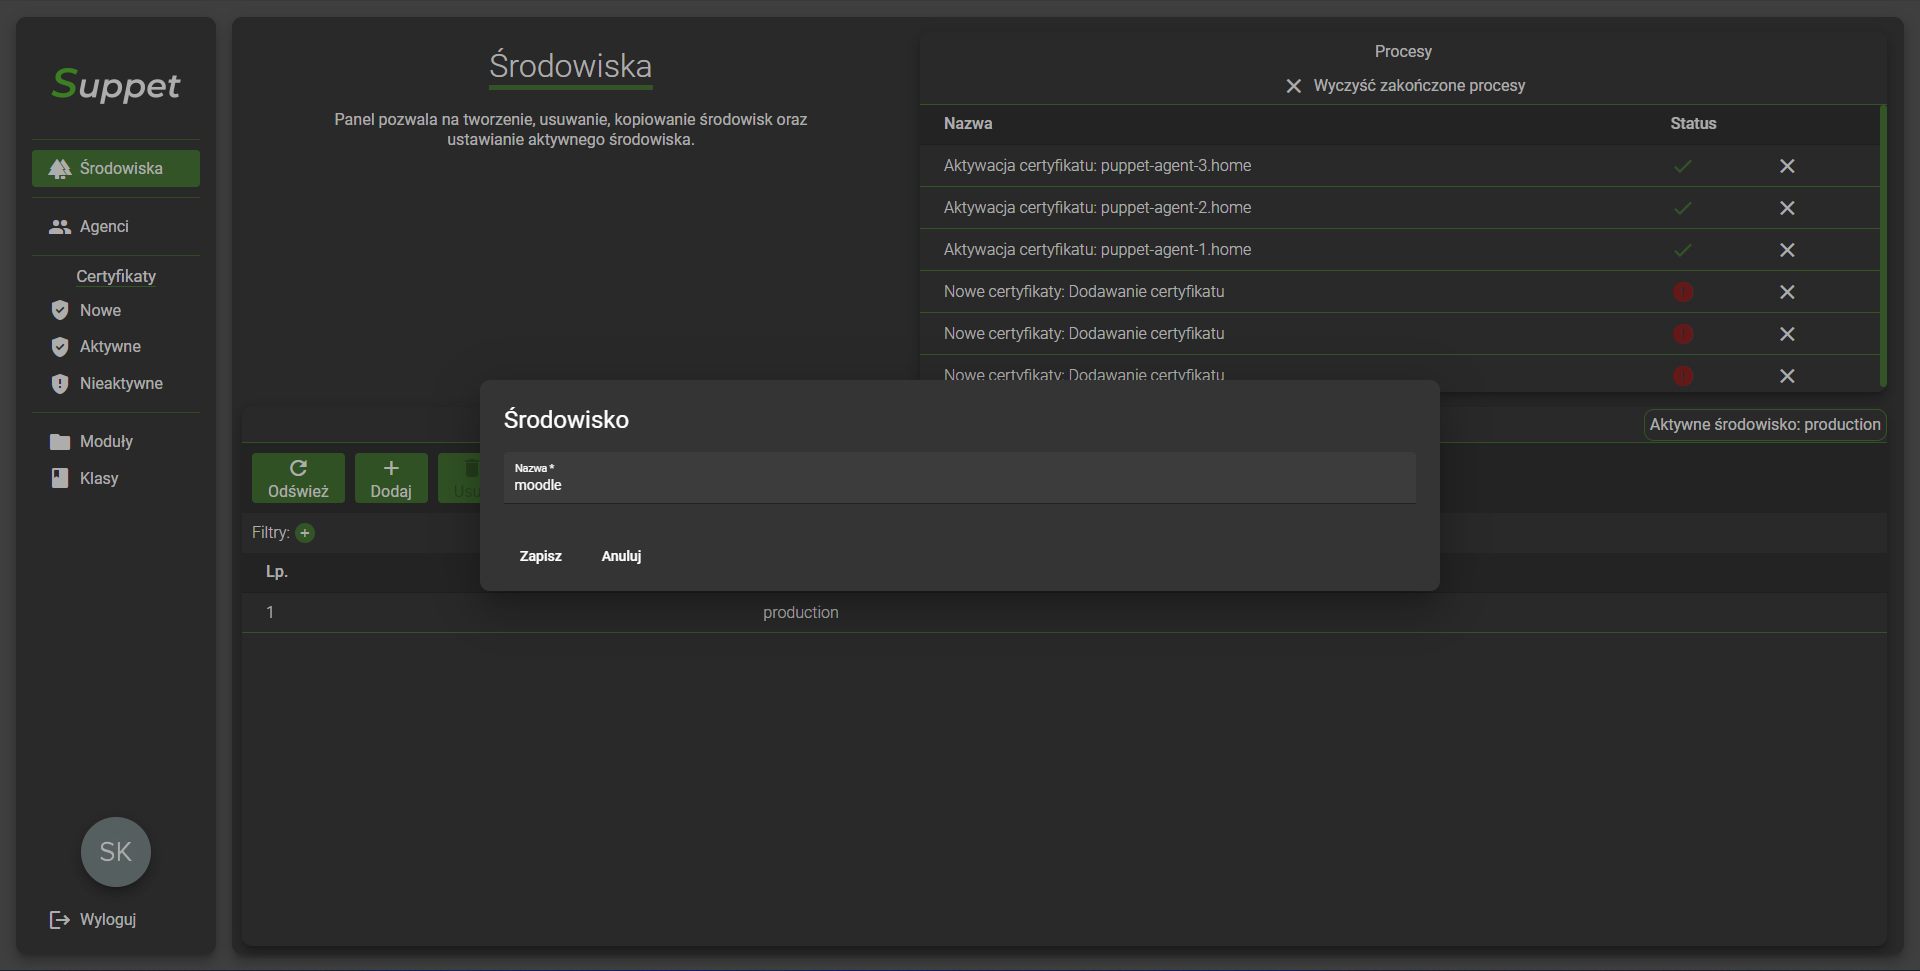 Suppet
Środowiska
Agenci
Certyfikaty
Nowe
Aktywne
Nieaktywne
Moduły
Klasy
SK
Wyloguj
Środowiska
Panel pozwala na tworzenie, usuwanie, kopiowanie środowisk oraz
ustawianie aktywnego środowiska.
Procesy
Wyczyść zakończone procesy
Nazwa Status
Aktywacja certyfikatu: puppet-agent-3.home
Aktywacja certyfikatu: puppet-agent-2.home
Aktywacja certyfikatu: puppet-agent-1.home
Nowe certyfikaty: Dodawanie certyfikatu
Nowe certyfikaty: Dodawanie certyfikatu
Nowe certyfikaty: Dodawanie certyfikatu
Aktywne środowisko: production
Odśwież Dodaj
Filtry:
Lp.
1 production
Środowisko
Nazwa *
moodle
Zapisz Anuluj